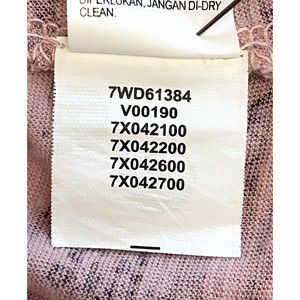 DIPERLUKAN, JANGAN DI-DRY
CLEAN.
7WD61384
V00190
7X042100
7X042200
7X042600
7X042700